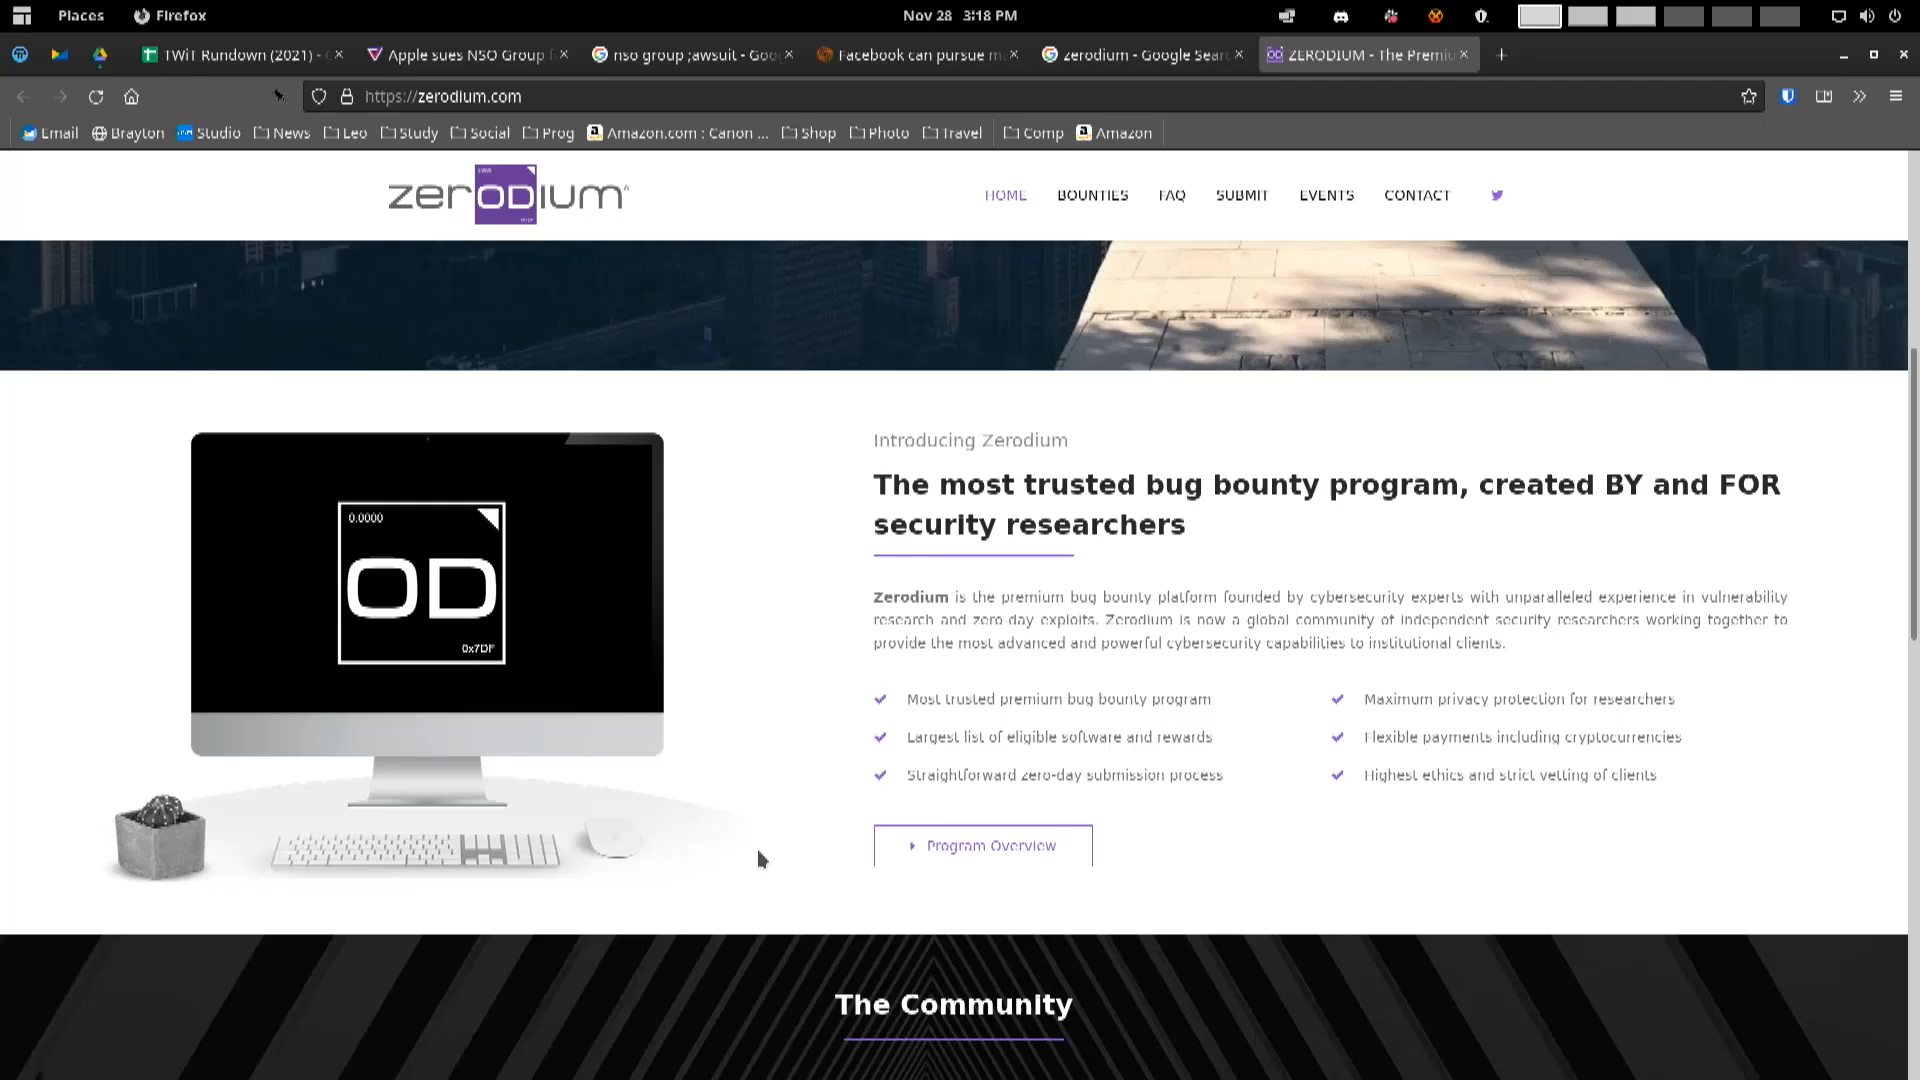 Places Firefox Nov 28 3:18 PM
TWiT Rundown (2021) - Apple sues NSO Group nso group ;awsuit - Goo Facebook can pursue m zerodium - Google Sear ZERODIUM - The Premiu
https://zerodium.com
Email Brayton Studio News Leo Study Social Prog Amazon.com : Canon ... Shop Photo Travel Comp Amazon
zerodium
HOME BOUNTIES FAQ SUBMIT EVENTS CONTACT
Introducing Zerodium
The most trusted bug bounty program, created BY and FOR
security researchers
Zerodium is the premium bug bounty platform founded by cybersecurity experts with unparalleled experience in vulnerability
research and zero-day exploits. Zerodium is now a global community of independent security researchers working together to
provide the most advanced and powerful cybersecurity capabilities to institutional clients.
Most trusted premium bug bounty program
Maximum privacy protection for researchers
Largest list of eligible software and rewards
Flexible payments including cryptocurrencies
Straightforward zero-day submission process
Highest ethics and strict vetting of clients
Program Overview
0.0000
OD
0x7DF
The Community